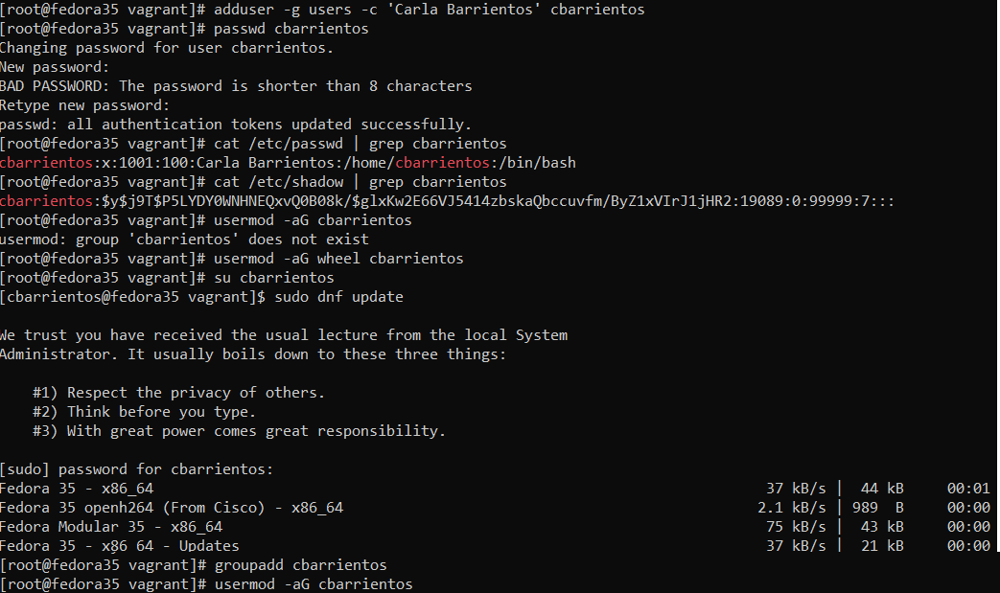 [root@fedora35 vagrant]# adduser -g users -c 'Carla Barrientos' cbarrientos
[root@fedora35 vagrant]# passwd cbarrientos
Changing password for user cbarrientos.
New password:
BAD PASSWORD: The password is shorter than 8 characters
Retype new password:
passwd: all authentication tokens updated successfully.
[root@fedora35 vagrant]# cat /etc/passwd | grep cbarrientos
cbarrientos:x:1001:100:Carla Barrientos:/home/cbarrientos:/bin/bash
[root@fedora35 vagrant]# cat /etc/shadow | grep cbarrientos
cbarrientos:$y$j9T$P5LYDY0WNHNEQxvQ0B08k/$glxKw2E66VJ5414zbskaQbccuvfm/ByZ1xVIrJ1jHR2:19089:0:99999:7:::
[root@fedora35 vagrant]# usermod -aG cbarrientos
usermod: group 'cbarrientos' does not exist
[root@fedora35 vagrant]# usermod -aG wheel cbarrientos
[root@fedora35 vagrant]# su cbarrientos
[cbarrientos@fedora35 vagrant]$ sudo dnf update
We trust you have received the usual lecture from the local System
Administrator. It usually boils down to these three things:
#1) Respect the privacy of others.
#2) Think before you type.
#3) With great power comes great responsibility.
[sudo] password for cbarrientos:
Fedora 35 - x86_64 37 kB/s | 44 kB 00:01
Fedora 35 openh264 (From Cisco) - x86_64 2.1 kB/s | 989 B 00:00
Fedora Modular 35 - x86_64 75 kB/s | 43 kB 00:00
Fedora 35 - x86_64 - Updates 37 kB/s | 21 kB 00:00
[root@fedora35 vagrant]# groupadd cbarrientos
[root@fedora35 vagrant]# usermod -aG cbarrientos